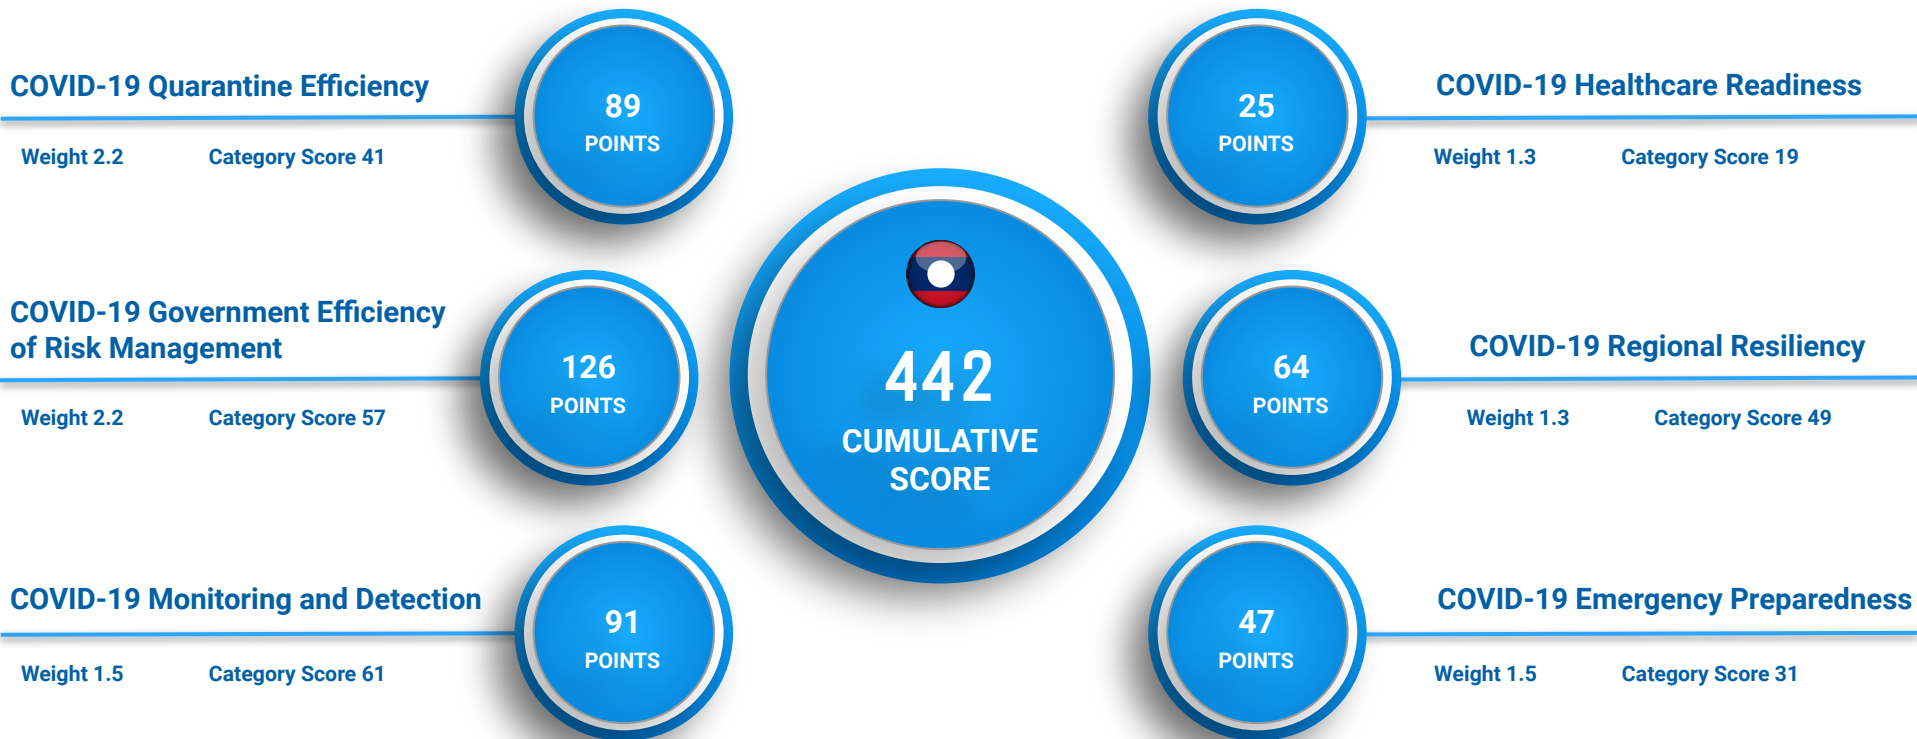 COVID-19 Quarantine Efficiency
Weight 2.2 Category Score 41
89
POINTS
COVID-19 Government Efficiency
of Risk Management
Weight 2.2 Category Score 57
126
POINTS
COVID-19 Monitoring and Detection
Weight 1.5 Category Score 61
91
POINTS
442
CUMULATIVE
SCORE
25
POINTS
COVID-19 Healthcare Readiness
Weight 1.3 Category Score 19
64
POINTS
COVID-19 Regional Resiliency
Weight 1.3 Category Score 49
47
POINTS
COVID-19 Emergency Preparedness
Weight 1.5 Category Score 31